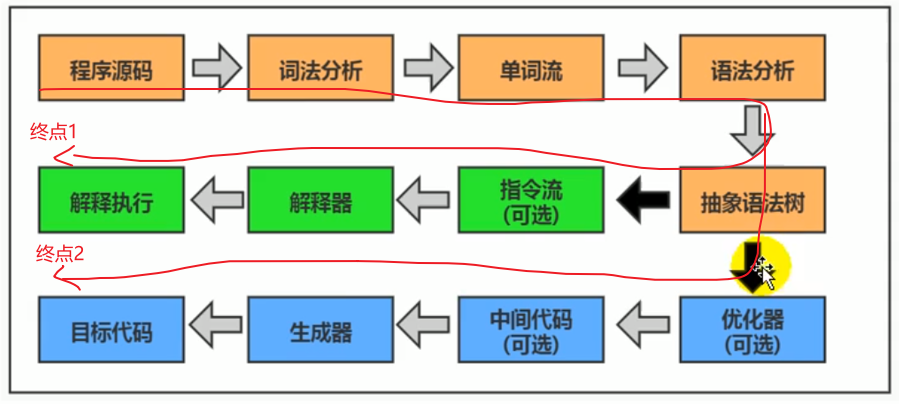 程序源码
词法分析
单词流
语法分析
终点1
解释执行
解释器
指令流
(可选)
抽象语法树
终点2
目标代码
生成器
中间代码
(可选)
优化器
(可选)